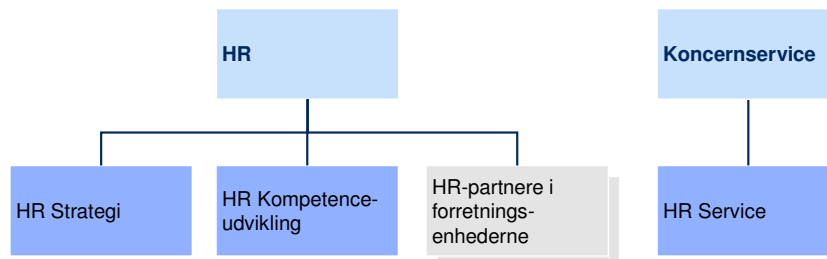 HR
Koncernservice
HR Strategi
HR Kompetence-
udvikling
HR-partnere i
forretnings-
enhederne
HR Service